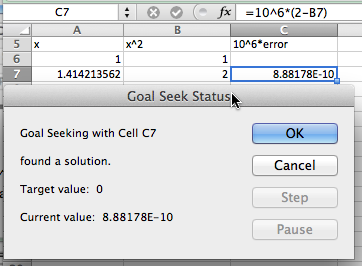 C7 fx =10^6*(2-B7)
A B C
5 x x^2 10^6*error
6 1 1
7 1.414213562 2 8.88178E-10
Goal Seek Status
Goal Seeking with Cell C7 OK
found a solution. Cancel
Target value: 0 Step
Current value: 8.88178E-10 Pause